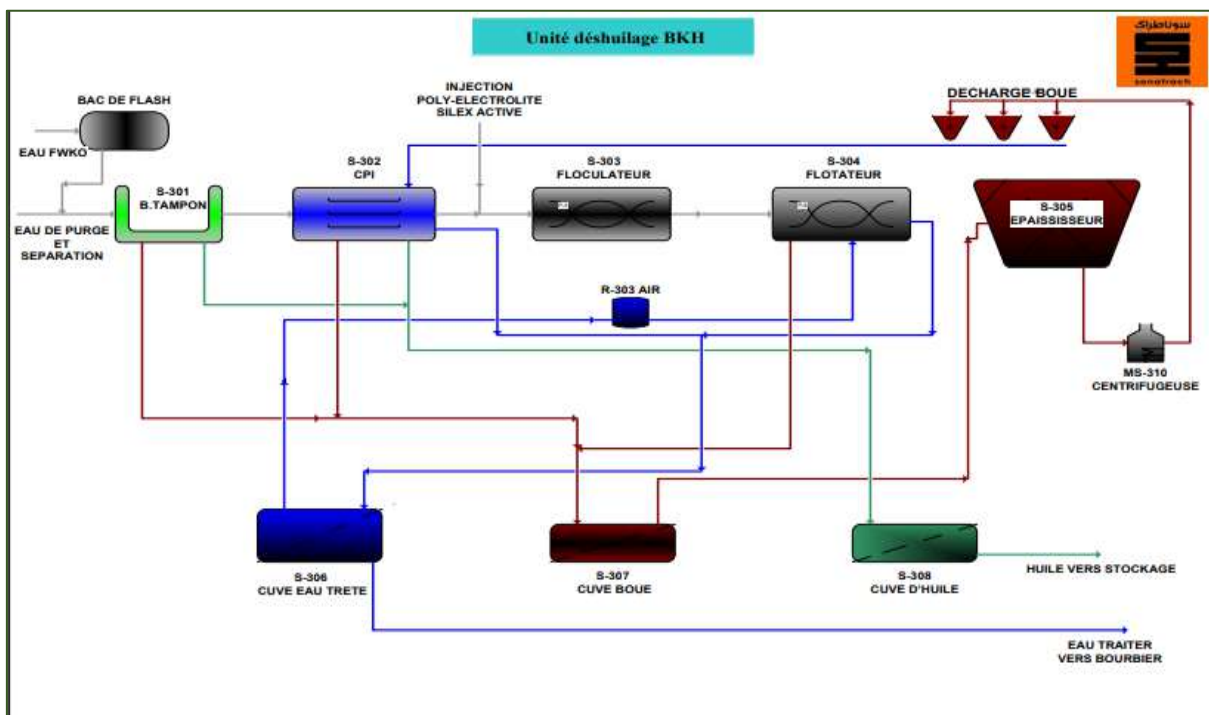 Unité déshuilage BKH
سوناطراك
sonatrach
BAC DE FLASH
INJECTION
POLY-ELECTROLITE
SILEX ACTIVE
DECHARGE BOUE
EAU FWKO
S-301
B.TAMPON
S-302
CPI
S-303
FLOCULATEUR
S-304
FLOTATEUR
S-305
EPAISSISSEUR
EAU DE PURGE
ET
SEPARATION
R-303 AIR
MS-310
CENTRIFUGEUSE
S-306
CUVE EAU TRETE
S-307
CUVE BOUE
S-308
CUVE D'HUILE
HUILE VERS STOCKAGE
EAU TRAITER
VERS BOURBIER